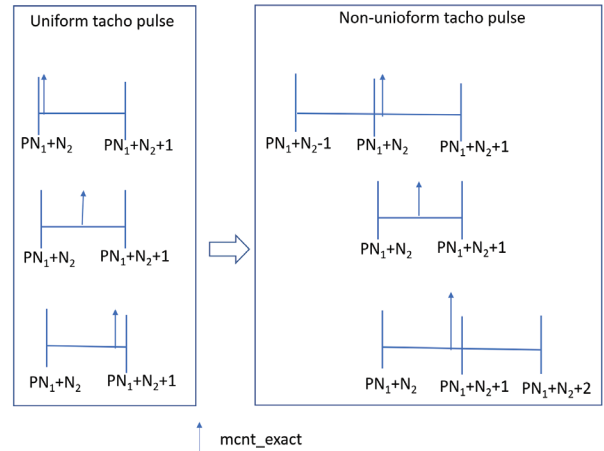 Uniform tacho pulse
PN₁+N₂ PN₁+N₂+1
PN₁+N₂ PN₁+N₂+1
PN₁+N₂ PN₁+N₂+1
Non-unioform tacho pulse
PN₁+N₂-1 PN₁+N₂ PN₁+N₂+1
PN₁+N₂ PN₁+N₂+1
PN₁+N₂ PN₁+N₂+1 PN₁+N₂+2
mcnt_exact